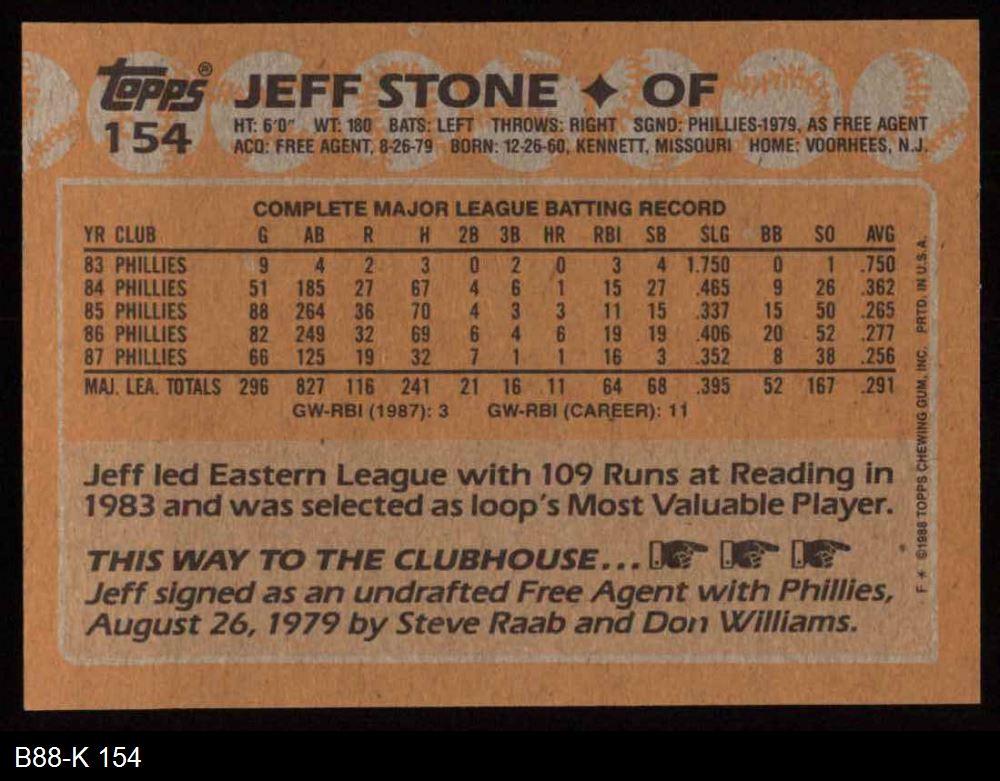 TOPPS® JEFF STONE ✦ OF
154 HT: 6'0" WT: 180 BATS: LEFT THROWS: RIGHT SGND: PHILLIES-1979, AS FREE AGENT
ACQ: FREE AGENT, 8-26-79 BORN: 12-26-60, KENNETT, MISSOURI HOME: VOORHEES, N.J.
COMPLETE MAJOR LEAGUE BATTING RECORD
YR CLUB G AB R H 2B 3B HR RBI SB SLG BB SO AVG
83 PHILLIES 9 4 2 3 0 2 0 3 4 1.750 0 1 .750
84 PHILLIES 51 185 27 67 4 6 1 15 27 .465 9 26 .362
85 PHILLIES 88 264 36 70 4 3 3 11 15 .337 15 50 .265
86 PHILLIES 82 249 32 69 6 4 6 19 19 .406 20 52 .277
87 PHILLIES 66 125 19 32 7 1 1 16 3 .352 8 38 .256
MAJ. LEA. TOTALS 296 827 116 241 21 16 11 64 68 .395 52 167 .291
GW-RBI (1987): 3 GW-RBI (CAREER): 11
Jeff led Eastern League with 109 Runs at Reading in
1983 and was selected as loop's Most Valuable Player.
THIS WAY TO THE CLUBHOUSE...
Jeff signed as an undrafted Free Agent with Phillies,
August 26, 1979 by Steve Raab and Don Williams.
F ✶ ©1988 TOPPS CHEWING GUM, INC. PRTD. IN U.S.A.
B88-K 154